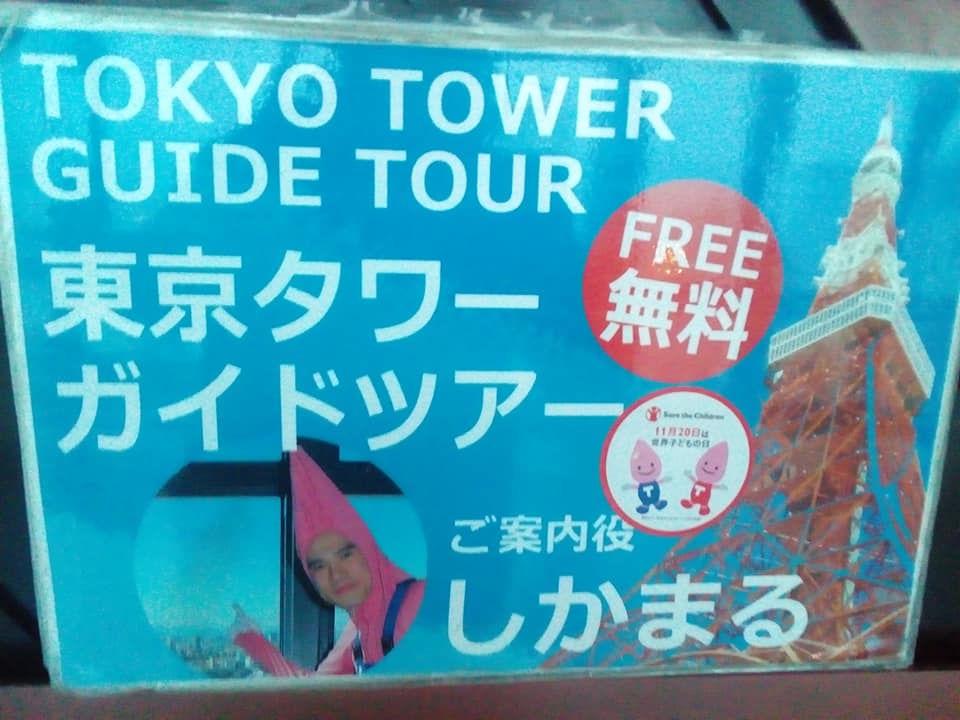 TOKYO TOWER
GUIDE TOUR
FREE
無料
東京タワー
ガイドツアー
Save the Children
11月20日は
世界子どもの日
T
T
ご案内役
しかまる